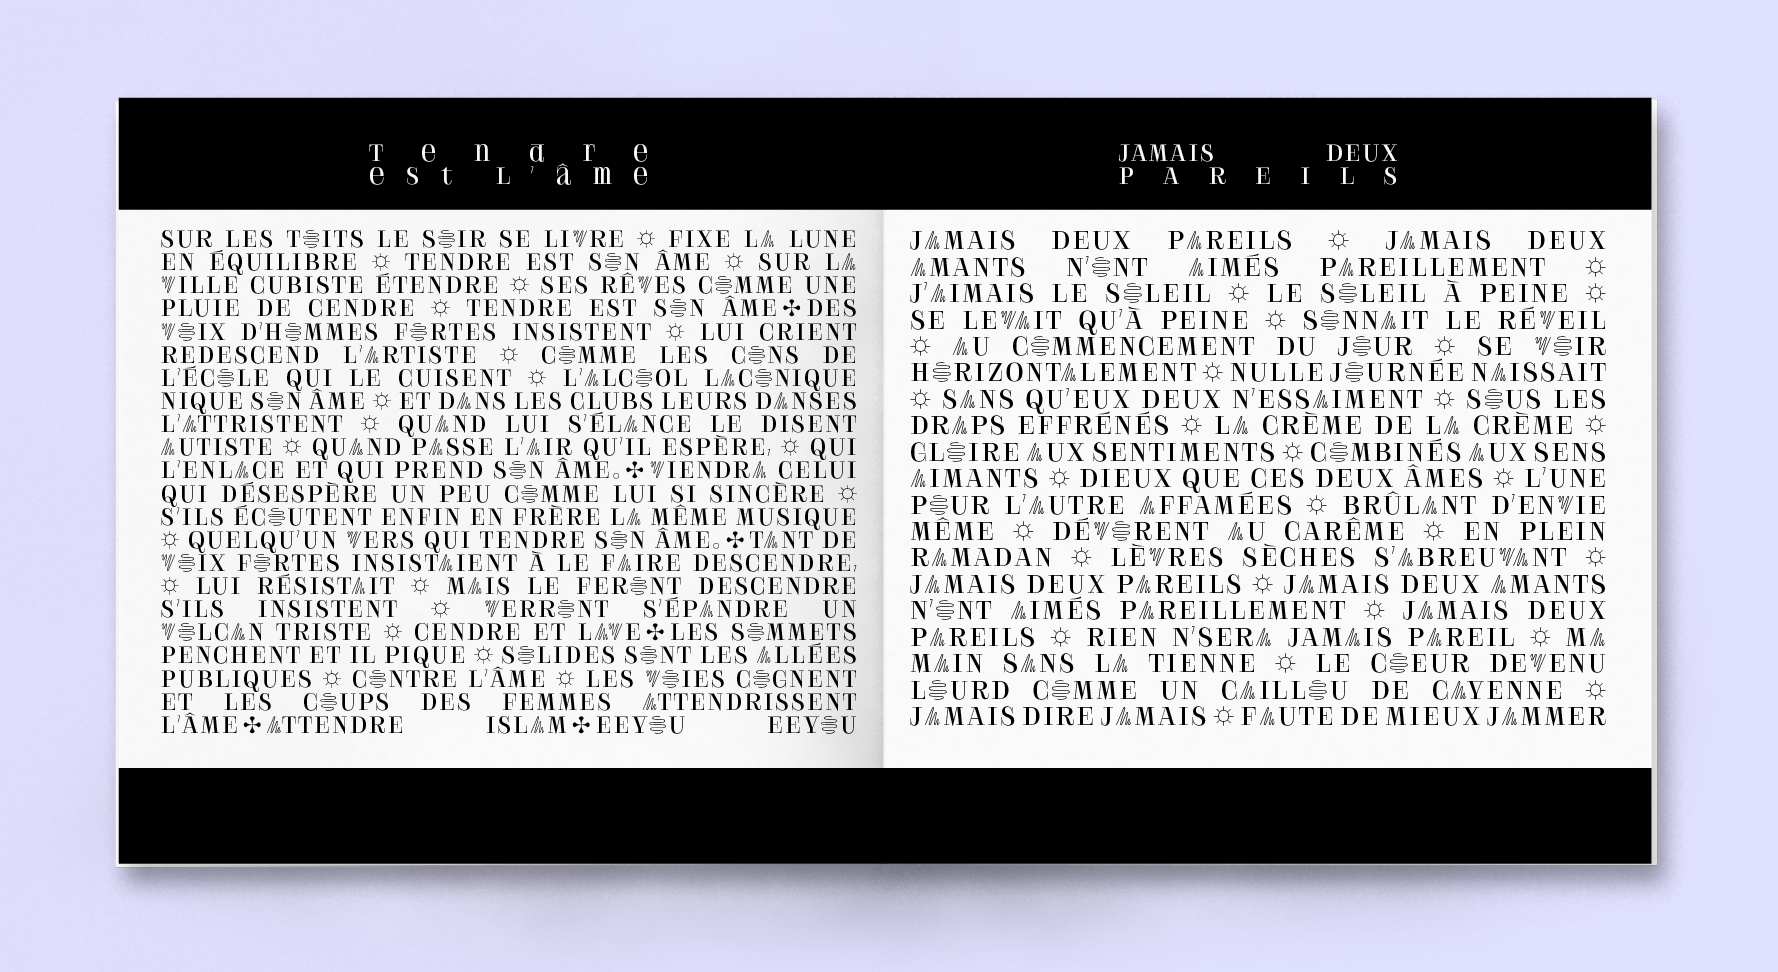 Tendre
est L'âme
SUR LES TOITS LE SOIR SE LIVRE ☼ FIXE LA LUNE
EN ÉQUILIBRE ☼ TENDRE EST SON ÂME ☼ SUR LA
VILLE CUBISTE ÉTENDRE ☼ SES RÊVES COMME UNE
PLUIE DE CENDRE ☼ TENDRE EST SON ÂME✣DES
VOIX D'HOMMES FORTES INSISTENT ☼ LUI CRIENT
REDESCEND L'ARTISTE ☼ COMME LES CONS DE
L'ÉCOLE QUI LE CUISENT ☼ L'ALCOOL LACONIQUE
NIQUE SON ÂME ☼ ET DANS LES CLUBS LEURS DANSES
L'ATTRISTENT ☼ QUAND LUI S'ÉLANCE LE DISENT
AUTISTE ☼ QUAND PASSE L'AIR QU'IL ESPÈRE, ☼ QUI
L'ENLACE ET QUI PREND SON ÂME.✣VIENDRA CELUI
QUI DÉSESPÈRE UN PEU COMME LUI SI SINCÈRE ☼
S'ILS ÉCOUTENT ENFIN EN FRÈRE LA MÊME MUSIQUE
☼ QUELQU'UN VERS QUI TENDRE SON ÂME.✣TANT DE
VOIX FORTES INSISTAIENT À LE FAIRE DESCENDRE,
☼ LUI RÉSISTAIT ☼ MAIS LE FERONT DESCENDRE
S'ILS INSISTENT ☼ VERRONT S'ÉPANDRE UN
VOLCAN TRISTE ☼ CENDRE ET LAVE✣LES SOMMETS
PENCHENT ET IL PIQUE ☼ SOLIDES SONT LES ALLÉES
PUBLIQUES ☼ CONTRE L'ÂME ☼ LES VOIES COGNENT
ET LES COUPS DES FEMMES ATTENDRISSENT
L'ÂME✣ATTENDRE ISLAM✣EEYOU EEYOU
JAMAIS DEUX
PAREILS
JAMAIS DEUX PAREILS ☼ JAMAIS DEUX
AMANTS N'ONT AIMÉS PAREILLEMENT ☼
J'AIMAIS LE SOLEIL ☼ LE SOLEIL À PEINE ☼
SE LEVAIT QU'À PEINE ☼ SONNAIT LE RÉVEIL
☼ AU COMMENCEMENT DU JOUR ☼ SE VOIR
HORIZONTALEMENT ☼ NULLE JOURNÉE NAISSAIT
☼ SANS QU'EUX DEUX N'ESSAIMENT ☼ SOUS LES
DRAPS EFFRÉNÉS ☼ LA CRÈME DE LA CRÈME ☼
GLOIRE AUX SENTIMENTS ☼ COMBINÉS AUX SENS
AIMANTS ☼ DIEUX QUE CES DEUX ÂMES ☼ L'UNE
POUR L'AUTRE AFFAMÉES ☼ BRÛLANT D'ENVIE
MÊME ☼ DÉVORENT AU CARÊME ☼ EN PLEIN
RAMADAN ☼ LÈVRES SÈCHES S'ABREUVANT ☼
JAMAIS DEUX PAREILS ☼ JAMAIS DEUX AMANTS
N'ONT AIMÉS PAREILLEMENT ☼ JAMAIS DEUX
PAREILS ☼ RIEN N'SERA JAMAIS PAREIL ☼ MA
MAIN SANS LA TIENNE ☼ LE COEUR DEVENU
LOURD COMME UN CAILLOU DE CAYENNE ☼
JAMAIS DIRE JAMAIS ☼ FAUTE DE MIEUX JAMMER